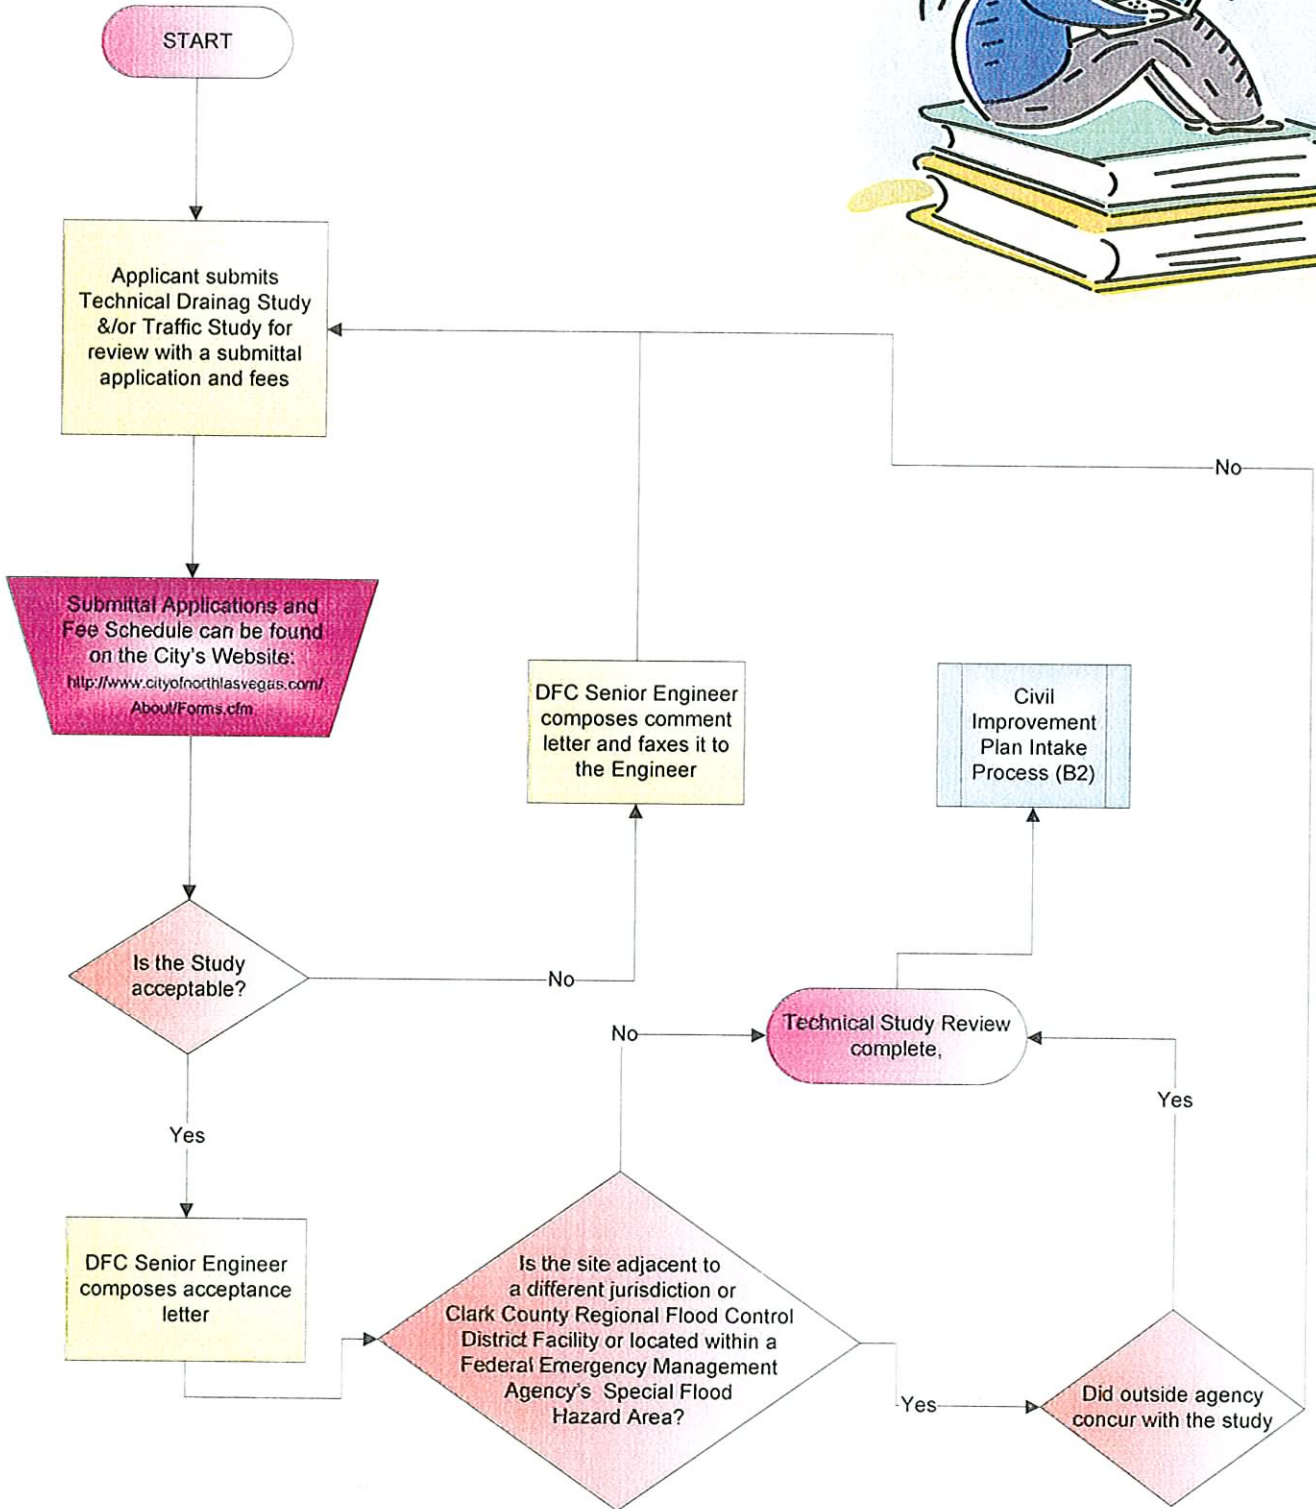 START
Applicant submits
Technical Drainag Study
&/or Traffic Study for
review with a submittal
application and fees
No
Submittal Applications and
Fee Schedule can be found
on the City's Website:
http://www.cityofnorthlasvegas.com/
About/Forms.cfm
DFC Senior Engineer
composes comment
letter and faxes it to
the Engineer
Civil
Improvement
Plan Intake
Process (B2)
Is the Study
acceptable?
No
No
Technical Study Review
complete,
Yes
Yes
DFC Senior Engineer
composes acceptance
letter
Is the site adjacent to
a different jurisdiction or
Clark County Regional Flood Control
District Facility or located within a
Federal Emergency Management
Agency's Special Flood
Hazard Area?
Yes
Did outside agency
concur with the study